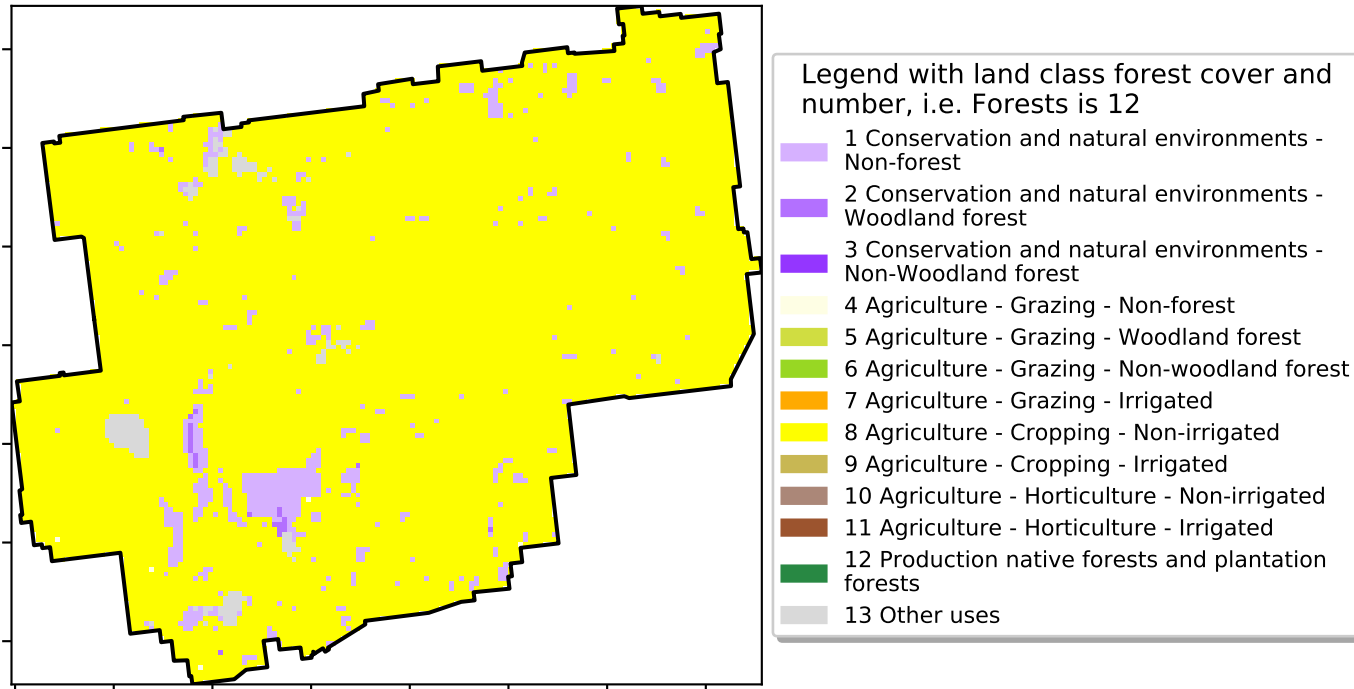 Legend with land class forest cover and
number, i.e. Forests is 12
1 Conservation and natural environments -
Non-forest
2 Conservation and natural environments -
Woodland forest
3 Conservation and natural environments -
Non-Woodland forest
4 Agriculture - Grazing - Non-forest
5 Agriculture - Grazing - Woodland forest
6 Agriculture - Grazing - Non-woodland forest
7 Agriculture - Grazing - Irrigated
8 Agriculture - Cropping - Non-irrigated
9 Agriculture - Cropping - Irrigated
10 Agriculture - Horticulture - Non-irrigated
11 Agriculture - Horticulture - Irrigated
12 Production native forests and plantation
forests
13 Other uses